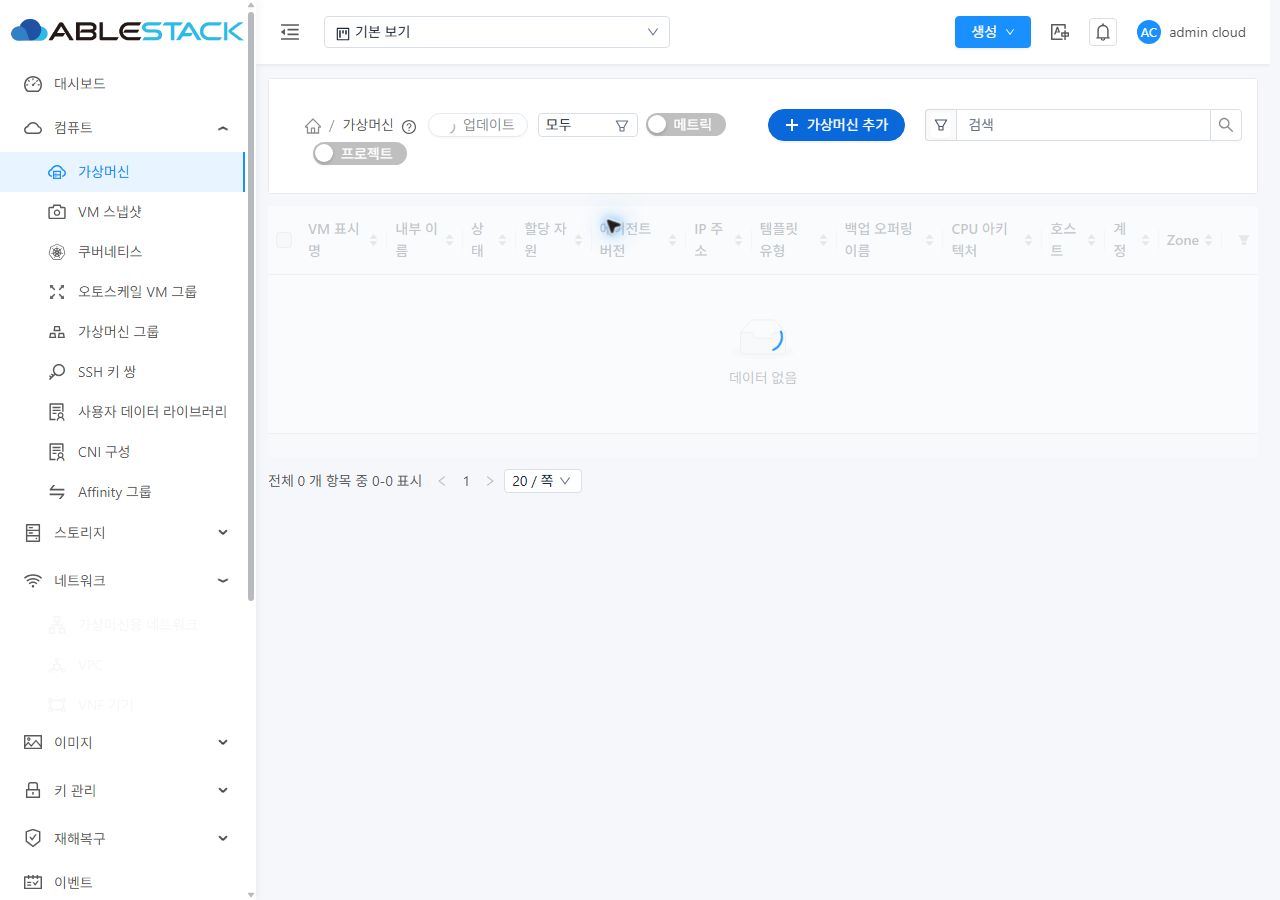 ABLESTACK
기본 보기
생성
AC
admin cloud
대시보드
컴퓨트
가상머신
VM 스냅샷
쿠버네티스
오토스케일 VM 그룹
가상머신 그룹
SSH 키 쌍
사용자 데이터 라이브러리
CNI 구성
Affinity 그룹
스토리지
네트워크
가상머신용 네트워크
VPC
VNF 기기
이미지
키 관리
재해복구
이벤트
/ 가상머신
업데이트
모두
메트릭
프로젝트
가상머신 추가
검색
VM 표시명
내부 이름
상태
할당 자원
에이전트 버전
IP 주소
템플릿 유형
백업 오퍼링 이름
CPU 아키텍처
호스트
계정
Zone
데이터 없음
전체 0 개 항목 중 0-0 표시
1
20 / 쪽